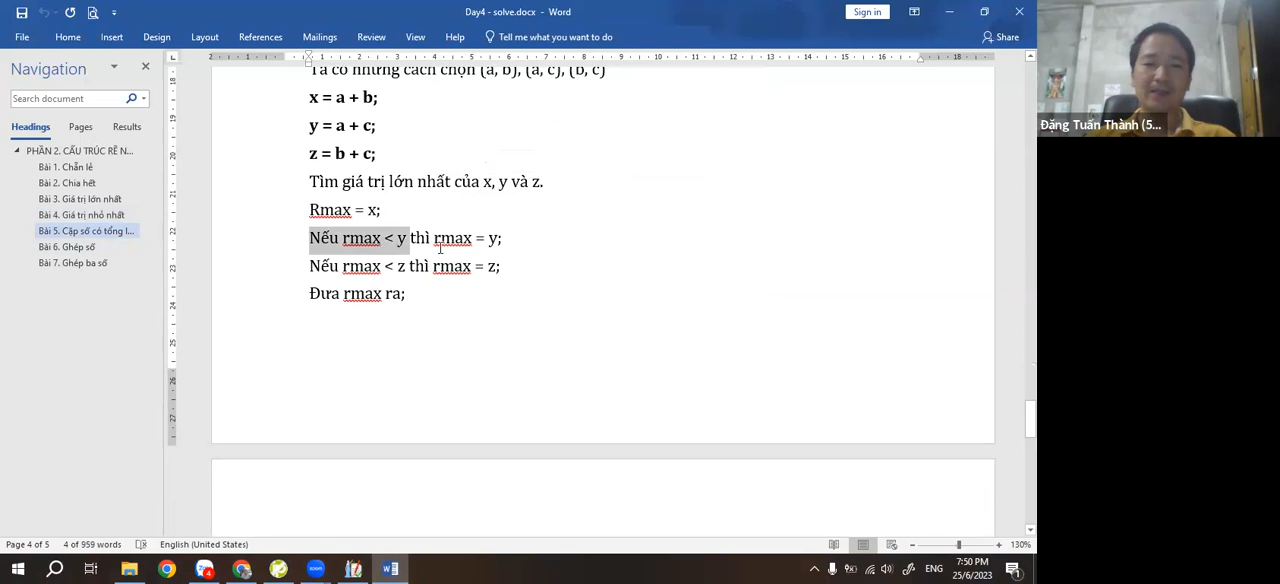 Day4 - solve.docx - Word
Sign in
File Home Insert Design Layout References Mailings Review View Help Tell me what you want to do Share
Navigation
Search document
Headings Pages Results
PHẦN 2. CẤU TRÚC RẼ N...
Bài 1. Chẵn lẻ
Bài 2. Chia hết
Bài 3. Giá trị lớn nhất
Bài 4. Giá trị nhỏ nhất
Bài 5. Cặp số có tổng l...
Bài 6. Ghép số
Bài 7. Ghép ba số
Ta có những cách chọn (a, b), (a, c), (b, c)
x = a + b;
y = a + c;
z = b + c;
Tìm giá trị lớn nhất của x, y và z.
Rmax = x;
Nếu rmax < y thì rmax = y;
Nếu rmax < z thì rmax = z;
Đưa rmax ra;
Đặng Tuấn Thành (5...
Page 4 of 5 4 of 959 words English (United States) 130%
ENG
7:50 PM
25/6/2023